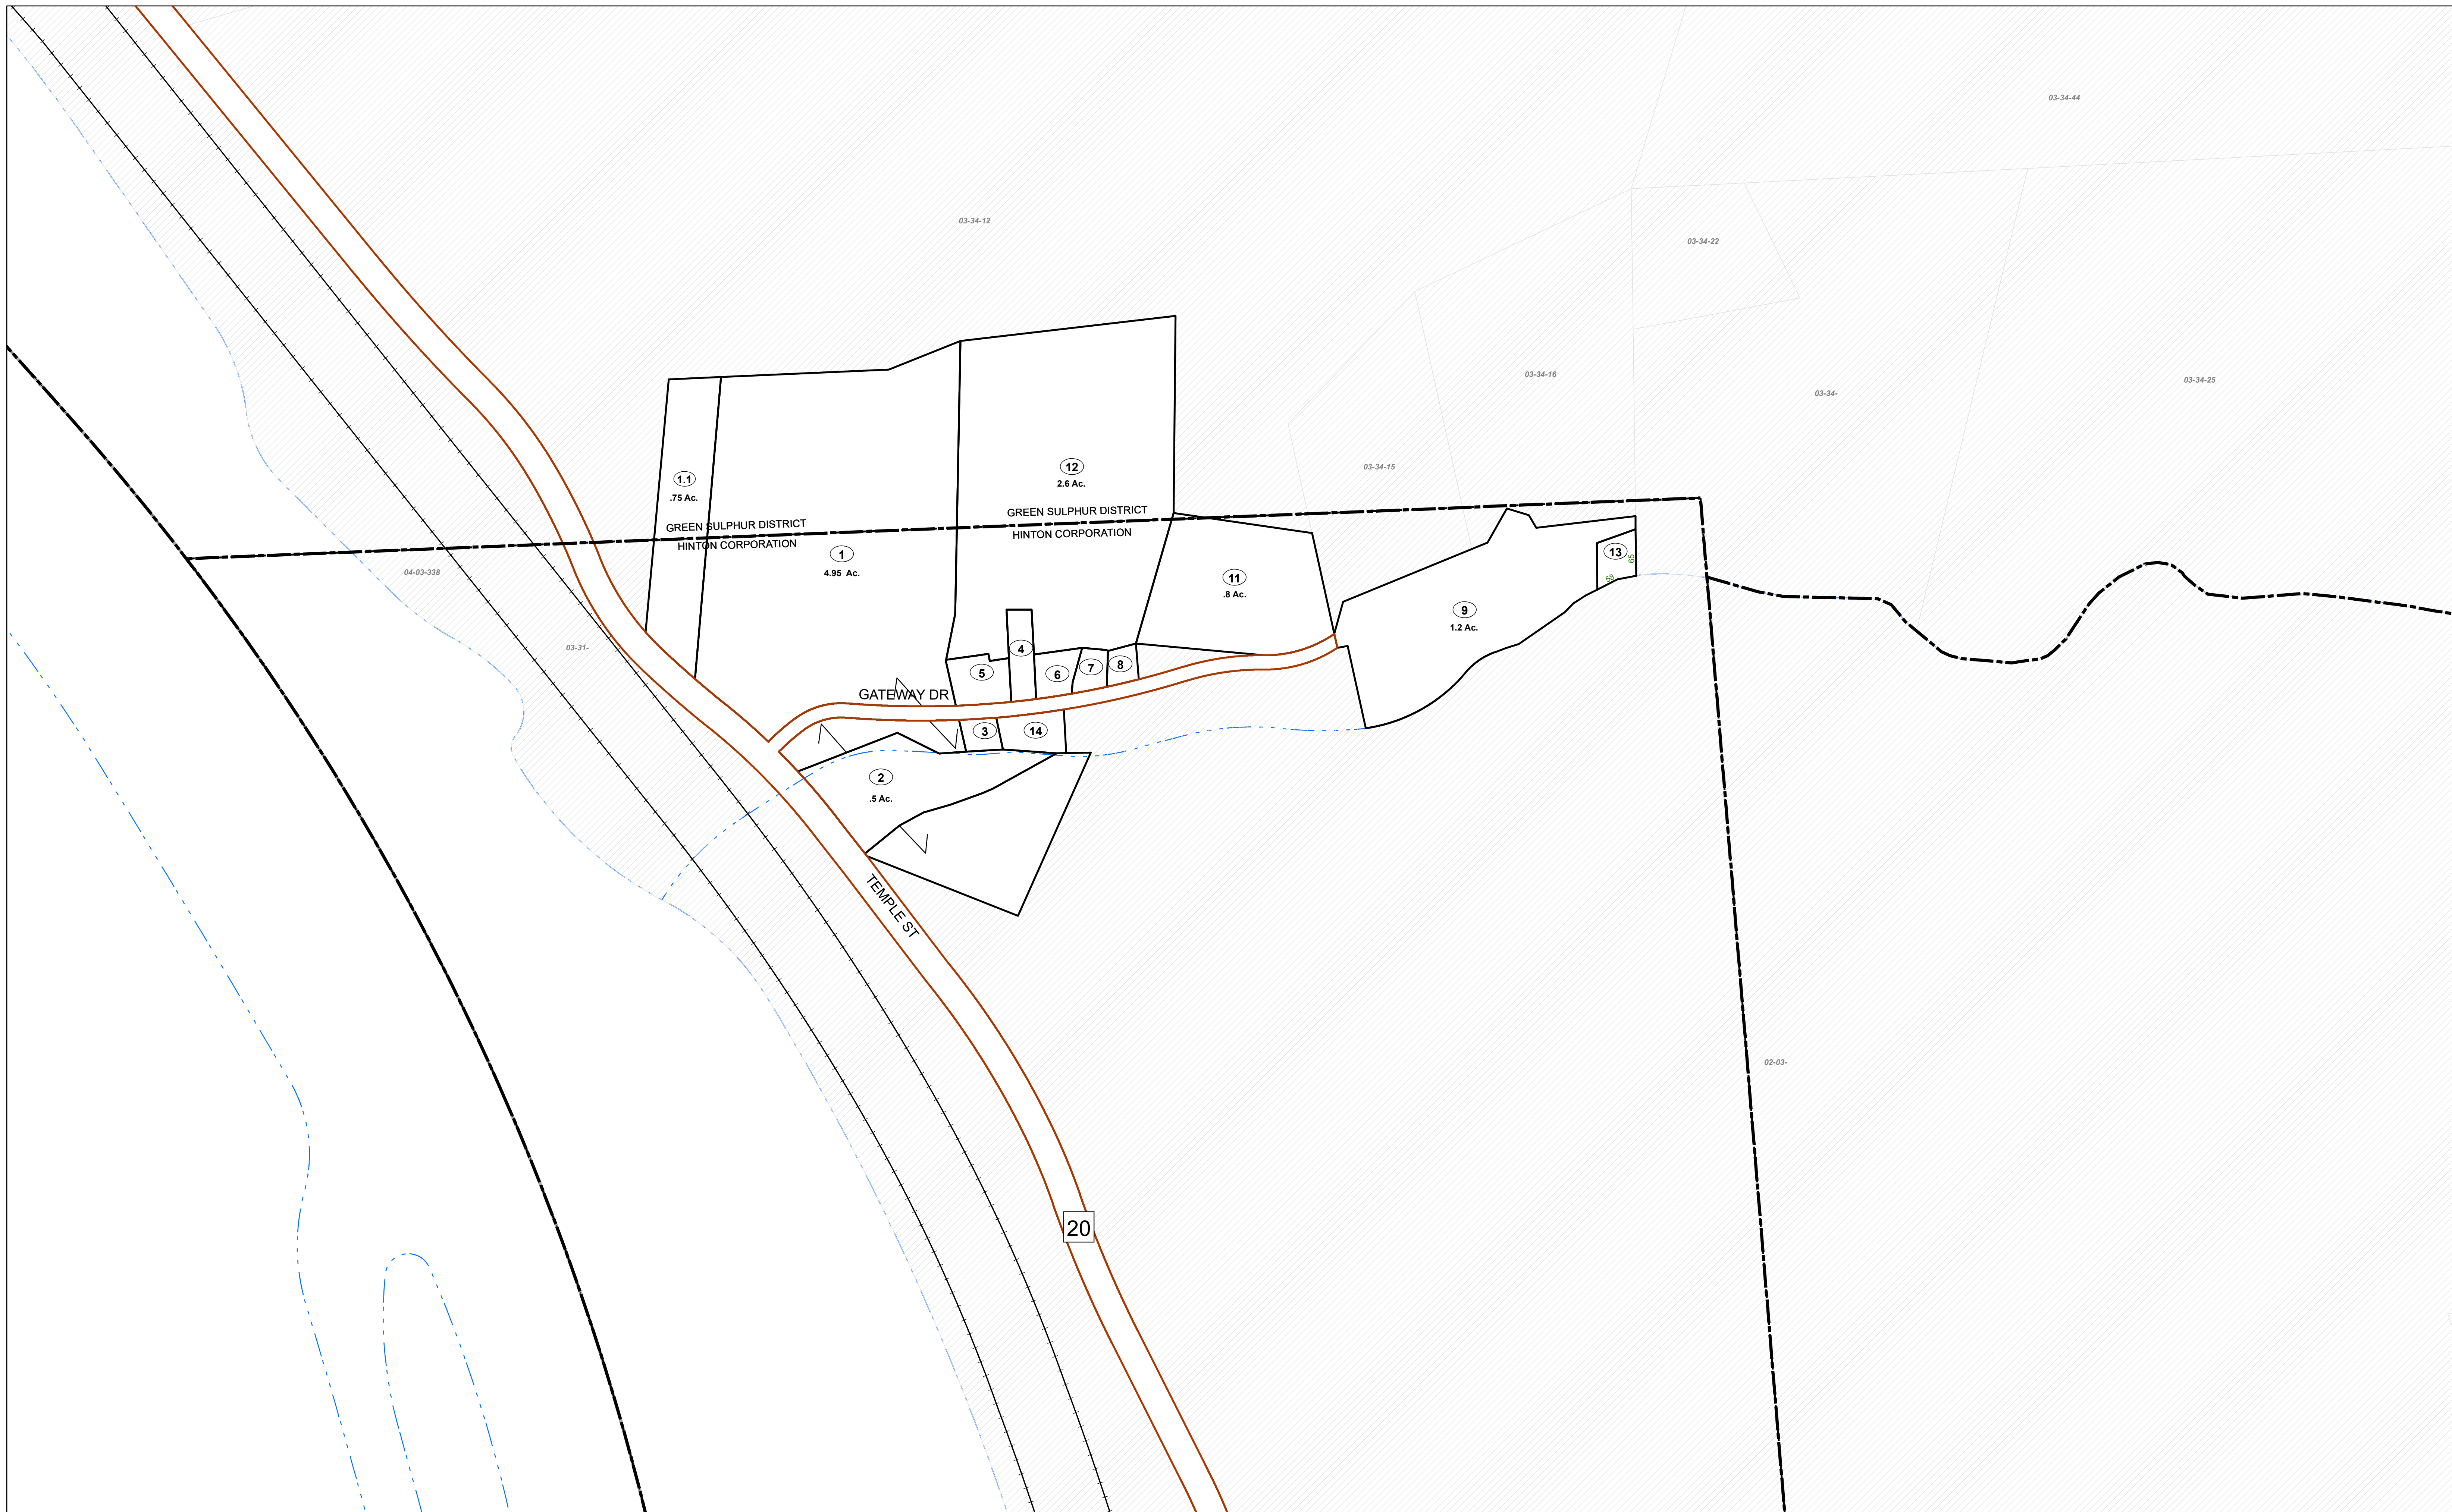 03-34-44
03-34-12
03-34-22
03-34-16
03-34-25
03-34-
03-34-15
12
2.6 Ac.
1.1
.75 Ac.
GREEN SULPHUR DISTRICT
HINTON CORPORATION
GREEN SULPHUR DISTRICT
HINTON CORPORATION
1
4.95 Ac.
04-03-338
13
65
58
11
.8 Ac.
9
1.2 Ac.
03-31-
4
5
6
7
8
GATEWAY DR
3
14
2
.5 Ac.
TEMPLE ST
02-03-
20